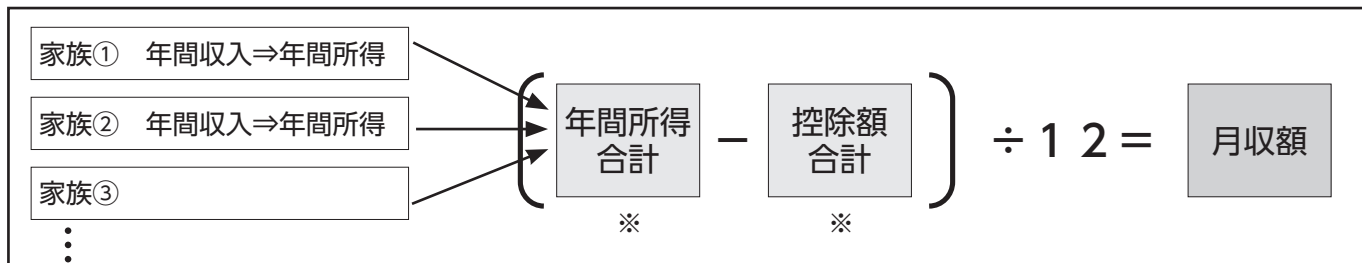 家族① 年間収入⇒年間所得
家族② 年間収入⇒年間所得
家族③
⋮
( 年間所得
合計 − 控除額
合計 ) ÷12= 月収額
※ ※